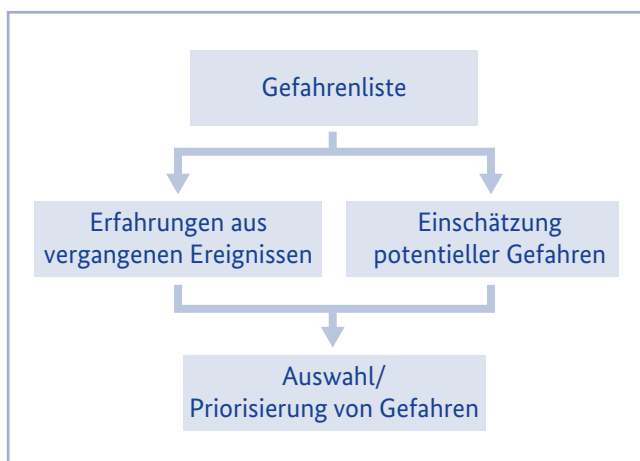 Gefahrenliste
Erfahrungen aus
vergangenen Ereignissen
Einschätzung
potentieller Gefahren
Auswahl/
Priorisierung von Gefahren